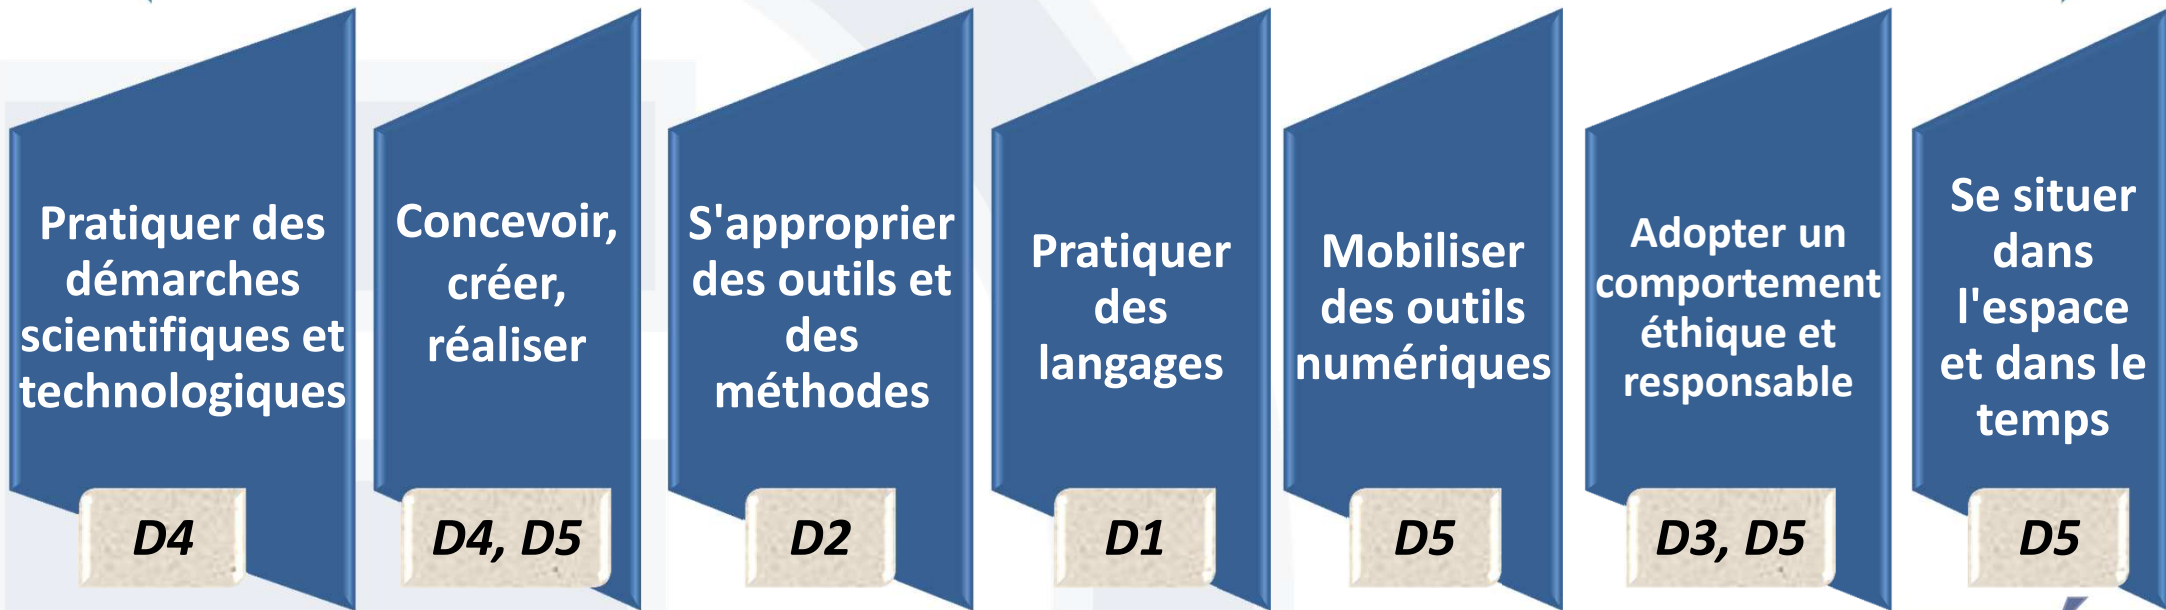 Pratiquer des
démarches
scientifiques et
technologiques
D4
Concevoir,
créer,
réaliser
D4, D5
S'approprier
des outils et
des
méthodes
D2
Pratiquer
des
langages
D1
Mobiliser
des outils
numériques
D5
Adopter un
comportement
éthique et
responsable
D3, D5
Se situer
dans
l'espace
et dans le
temps
D5